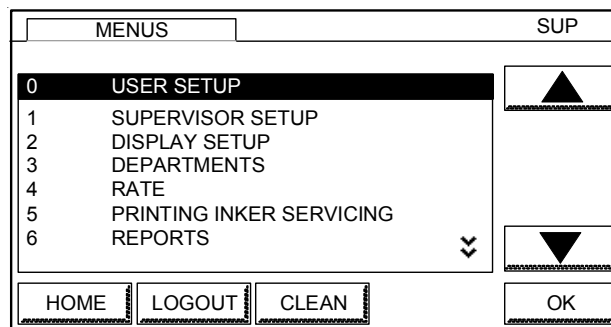 MENUS SUP
0 USER SETUP
1 SUPERVISOR SETUP
2 DISPLAY SETUP
3 DEPARTMENTS
4 RATE
5 PRINTING INKER SERVICING
6 REPORTS
HOME LOGOUT CLEAN OK